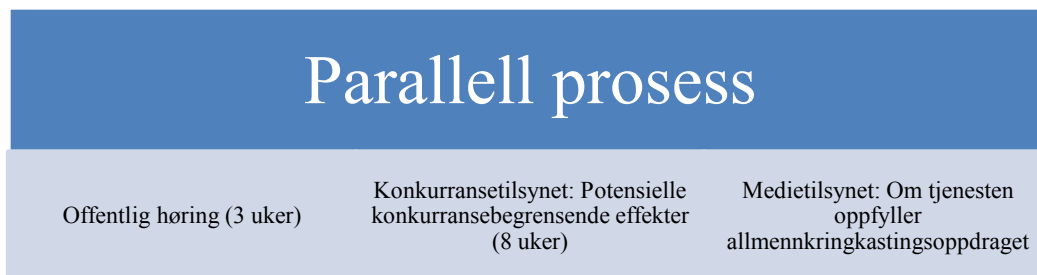 Parallell prosess
Offentlig høring (3 uker)
Konkurransetilsynet: Potensielle
konkurransebegrensende effekter
(8 uker)
Medietilsynet: Om tjenesten
oppfyller
allmennkringkastingsoppdraget